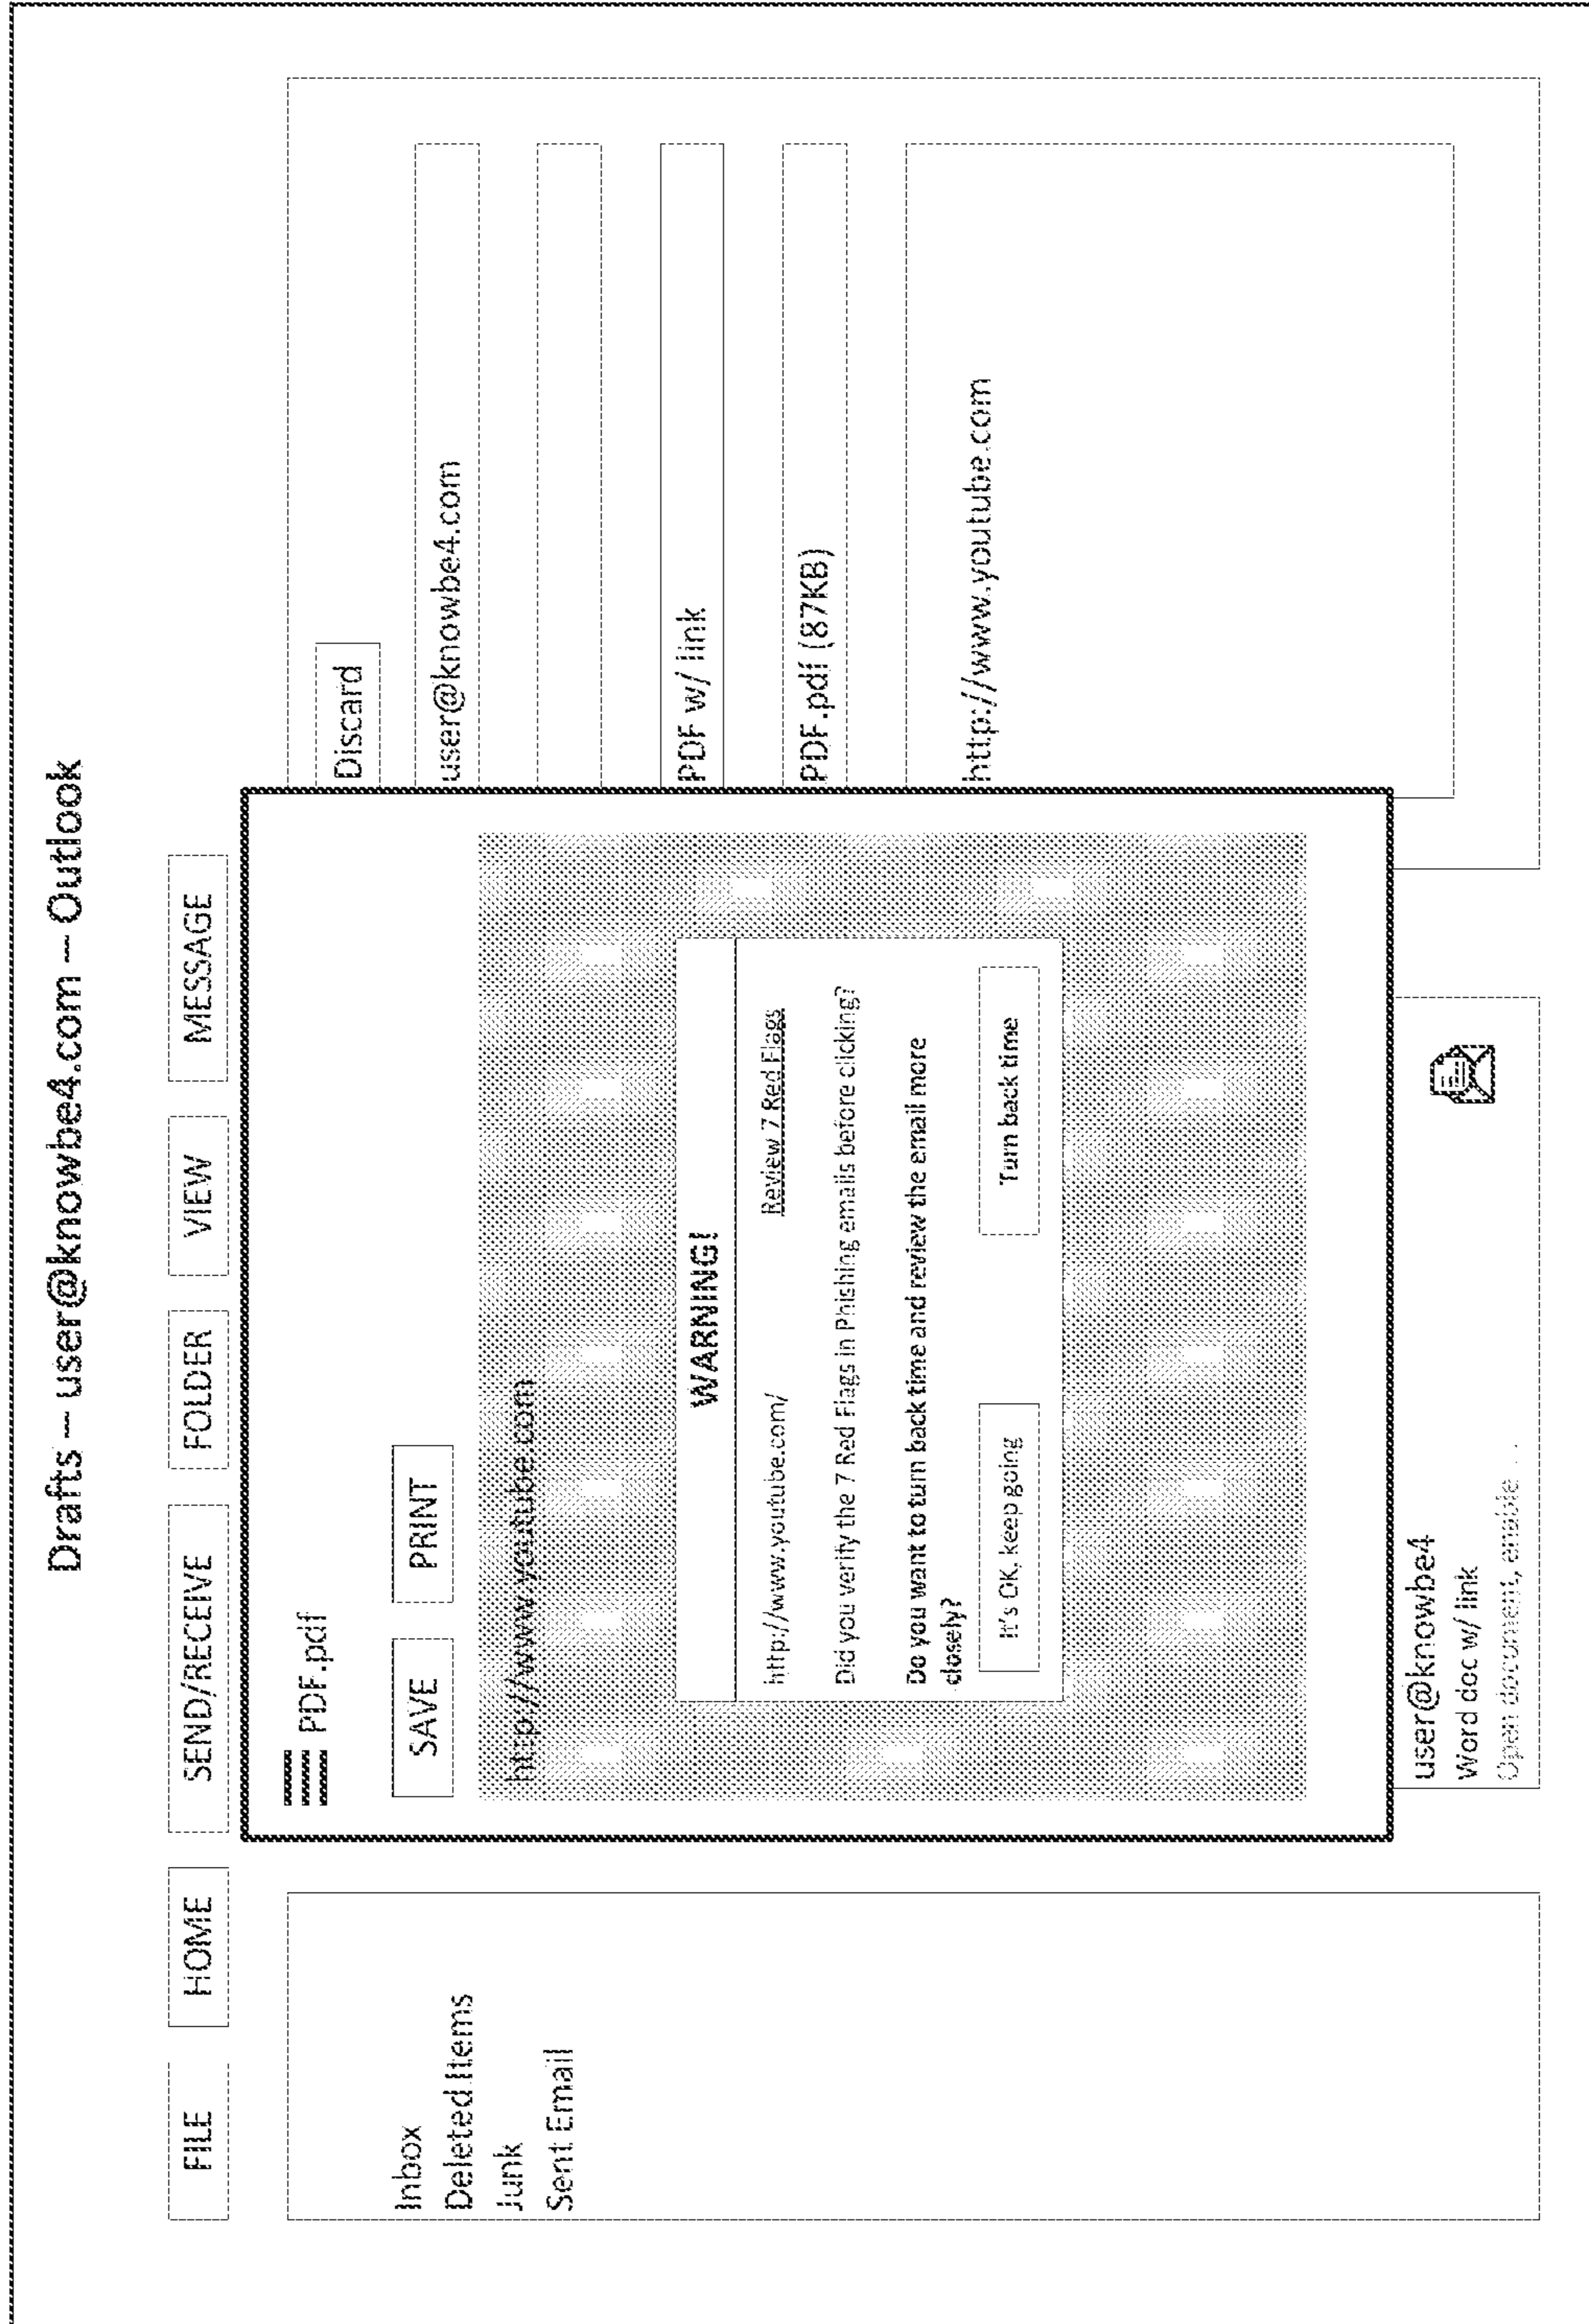 Drafts – user@knowbe4.com – Outlook
FILE
HOME
SEND/RECEIVE
FOLDER
VIEW
MESSAGE
Inbox
Deleted Items
Junk
Sent Email
PDF.pdf
SAVE
PRINT
http://www.youtube.com
WARNING!
http://www.youtube.com/
Review 7 Red Flags
Did you verify the 7 Red Flags in Phishing emails before clicking?
Do you want to turn back time and review the email more
closely?
It's OK, keep going
Turn back time
user@knowbe4
Word doc w/ link
Open document, enable . .
Discard
user@knowbe4.com
PDF w/ link
PDF.pdf (87KB)
http://www.youtube.com